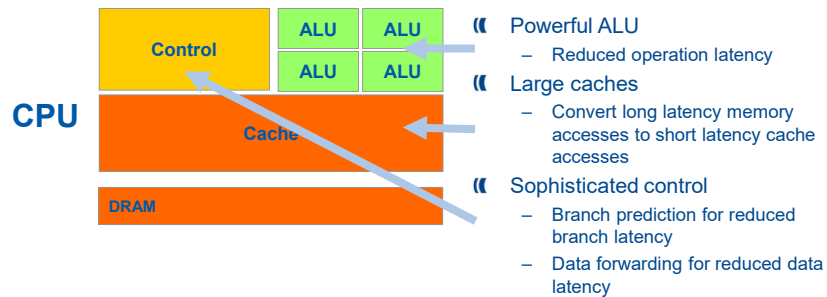 CPU
Control
ALU
ALU
ALU
ALU
Cache
DRAM
Powerful ALU
– Reduced operation latency
Large caches
– Convert long latency memory
accesses to short latency cache
accesses
Sophisticated control
– Branch prediction for reduced
branch latency
– Data forwarding for reduced data
latency